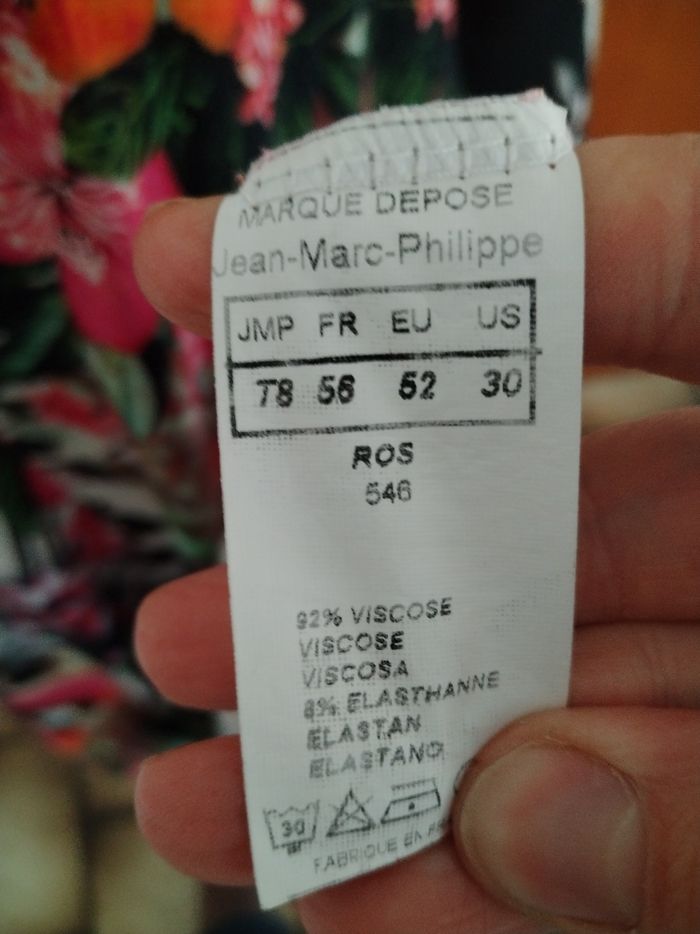 MARQUE DEPOSE
Jean-Marc-Philippe
JMP FR EU US
T8 56 52 30
ROS
546
92% VISCOSE
VISCOSE
VISCOSA
8% ELASTHANNE
ELASTAN
ELASTANO
30
FABRIQUE EN